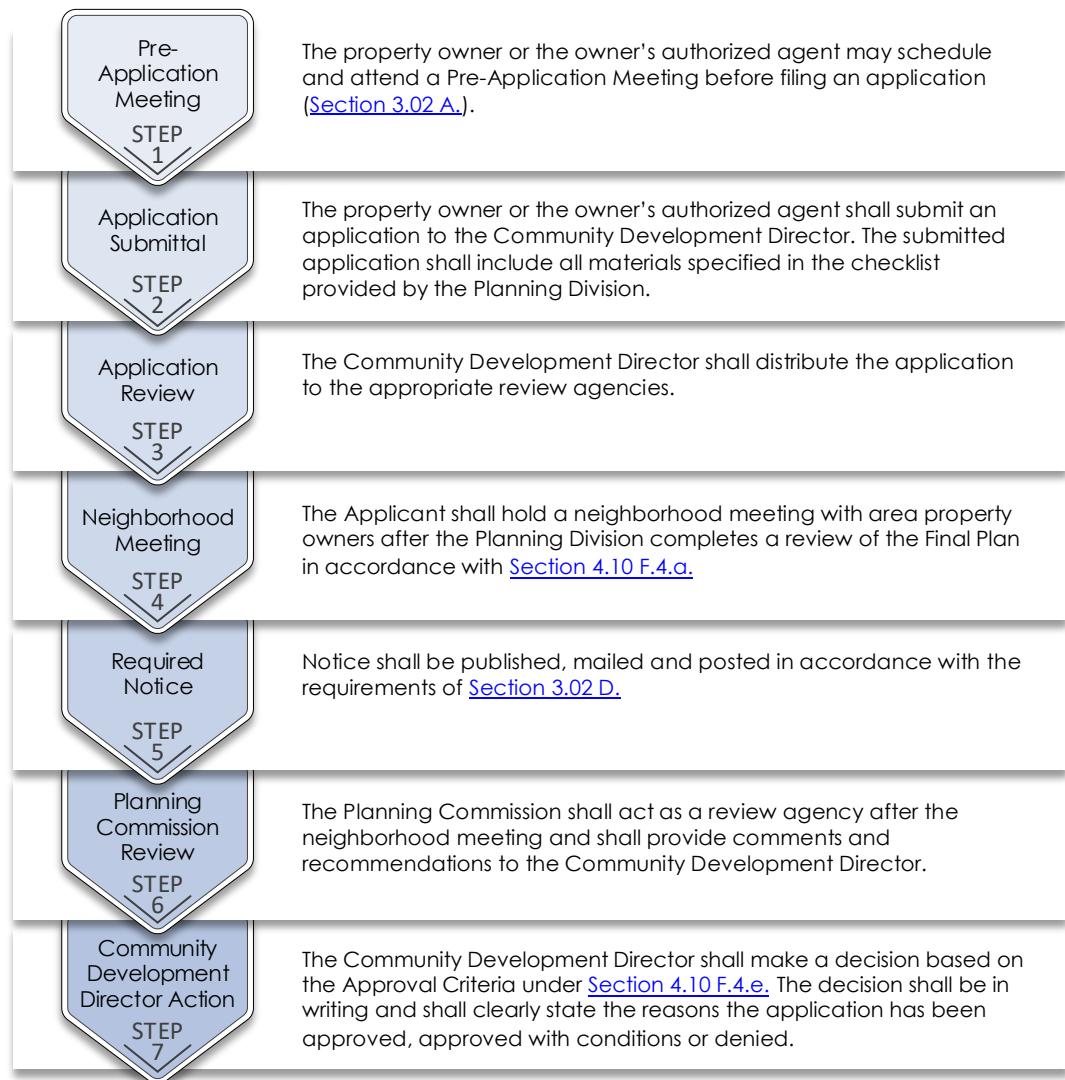 Pre-
Application
Meeting
STEP
1
The property owner or the owner’s authorized agent may schedule
and attend a Pre-Application Meeting before filing an application
(Section 3.02 A.).
Application
Submittal
STEP
2
The property owner or the owner’s authorized agent shall submit an
application to the Community Development Director. The submitted
application shall include all materials specified in the checklist
provided by the Planning Division.
Application
Review
STEP
3
The Community Development Director shall distribute the application
to the appropriate review agencies.
Neighborhood
Meeting
STEP
4
The Applicant shall hold a neighborhood meeting with area property
owners after the Planning Division completes a review of the Final Plan
in accordance with Section 4.10 F.4.a.
Required
Notice
STEP
5
Notice shall be published, mailed and posted in accordance with the
requirements of Section 3.02 D.
Planning
Commission
Review
STEP
6
The Planning Commission shall act as a review agency after the
neighborhood meeting and shall provide comments and
recommendations to the Community Development Director.
Community
Development
Director Action
STEP
7
The Community Development Director shall make a decision based on
the Approval Criteria under Section 4.10 F.4.e. The decision shall be in
writing and shall clearly state the reasons the application has been
approved, approved with conditions or denied.